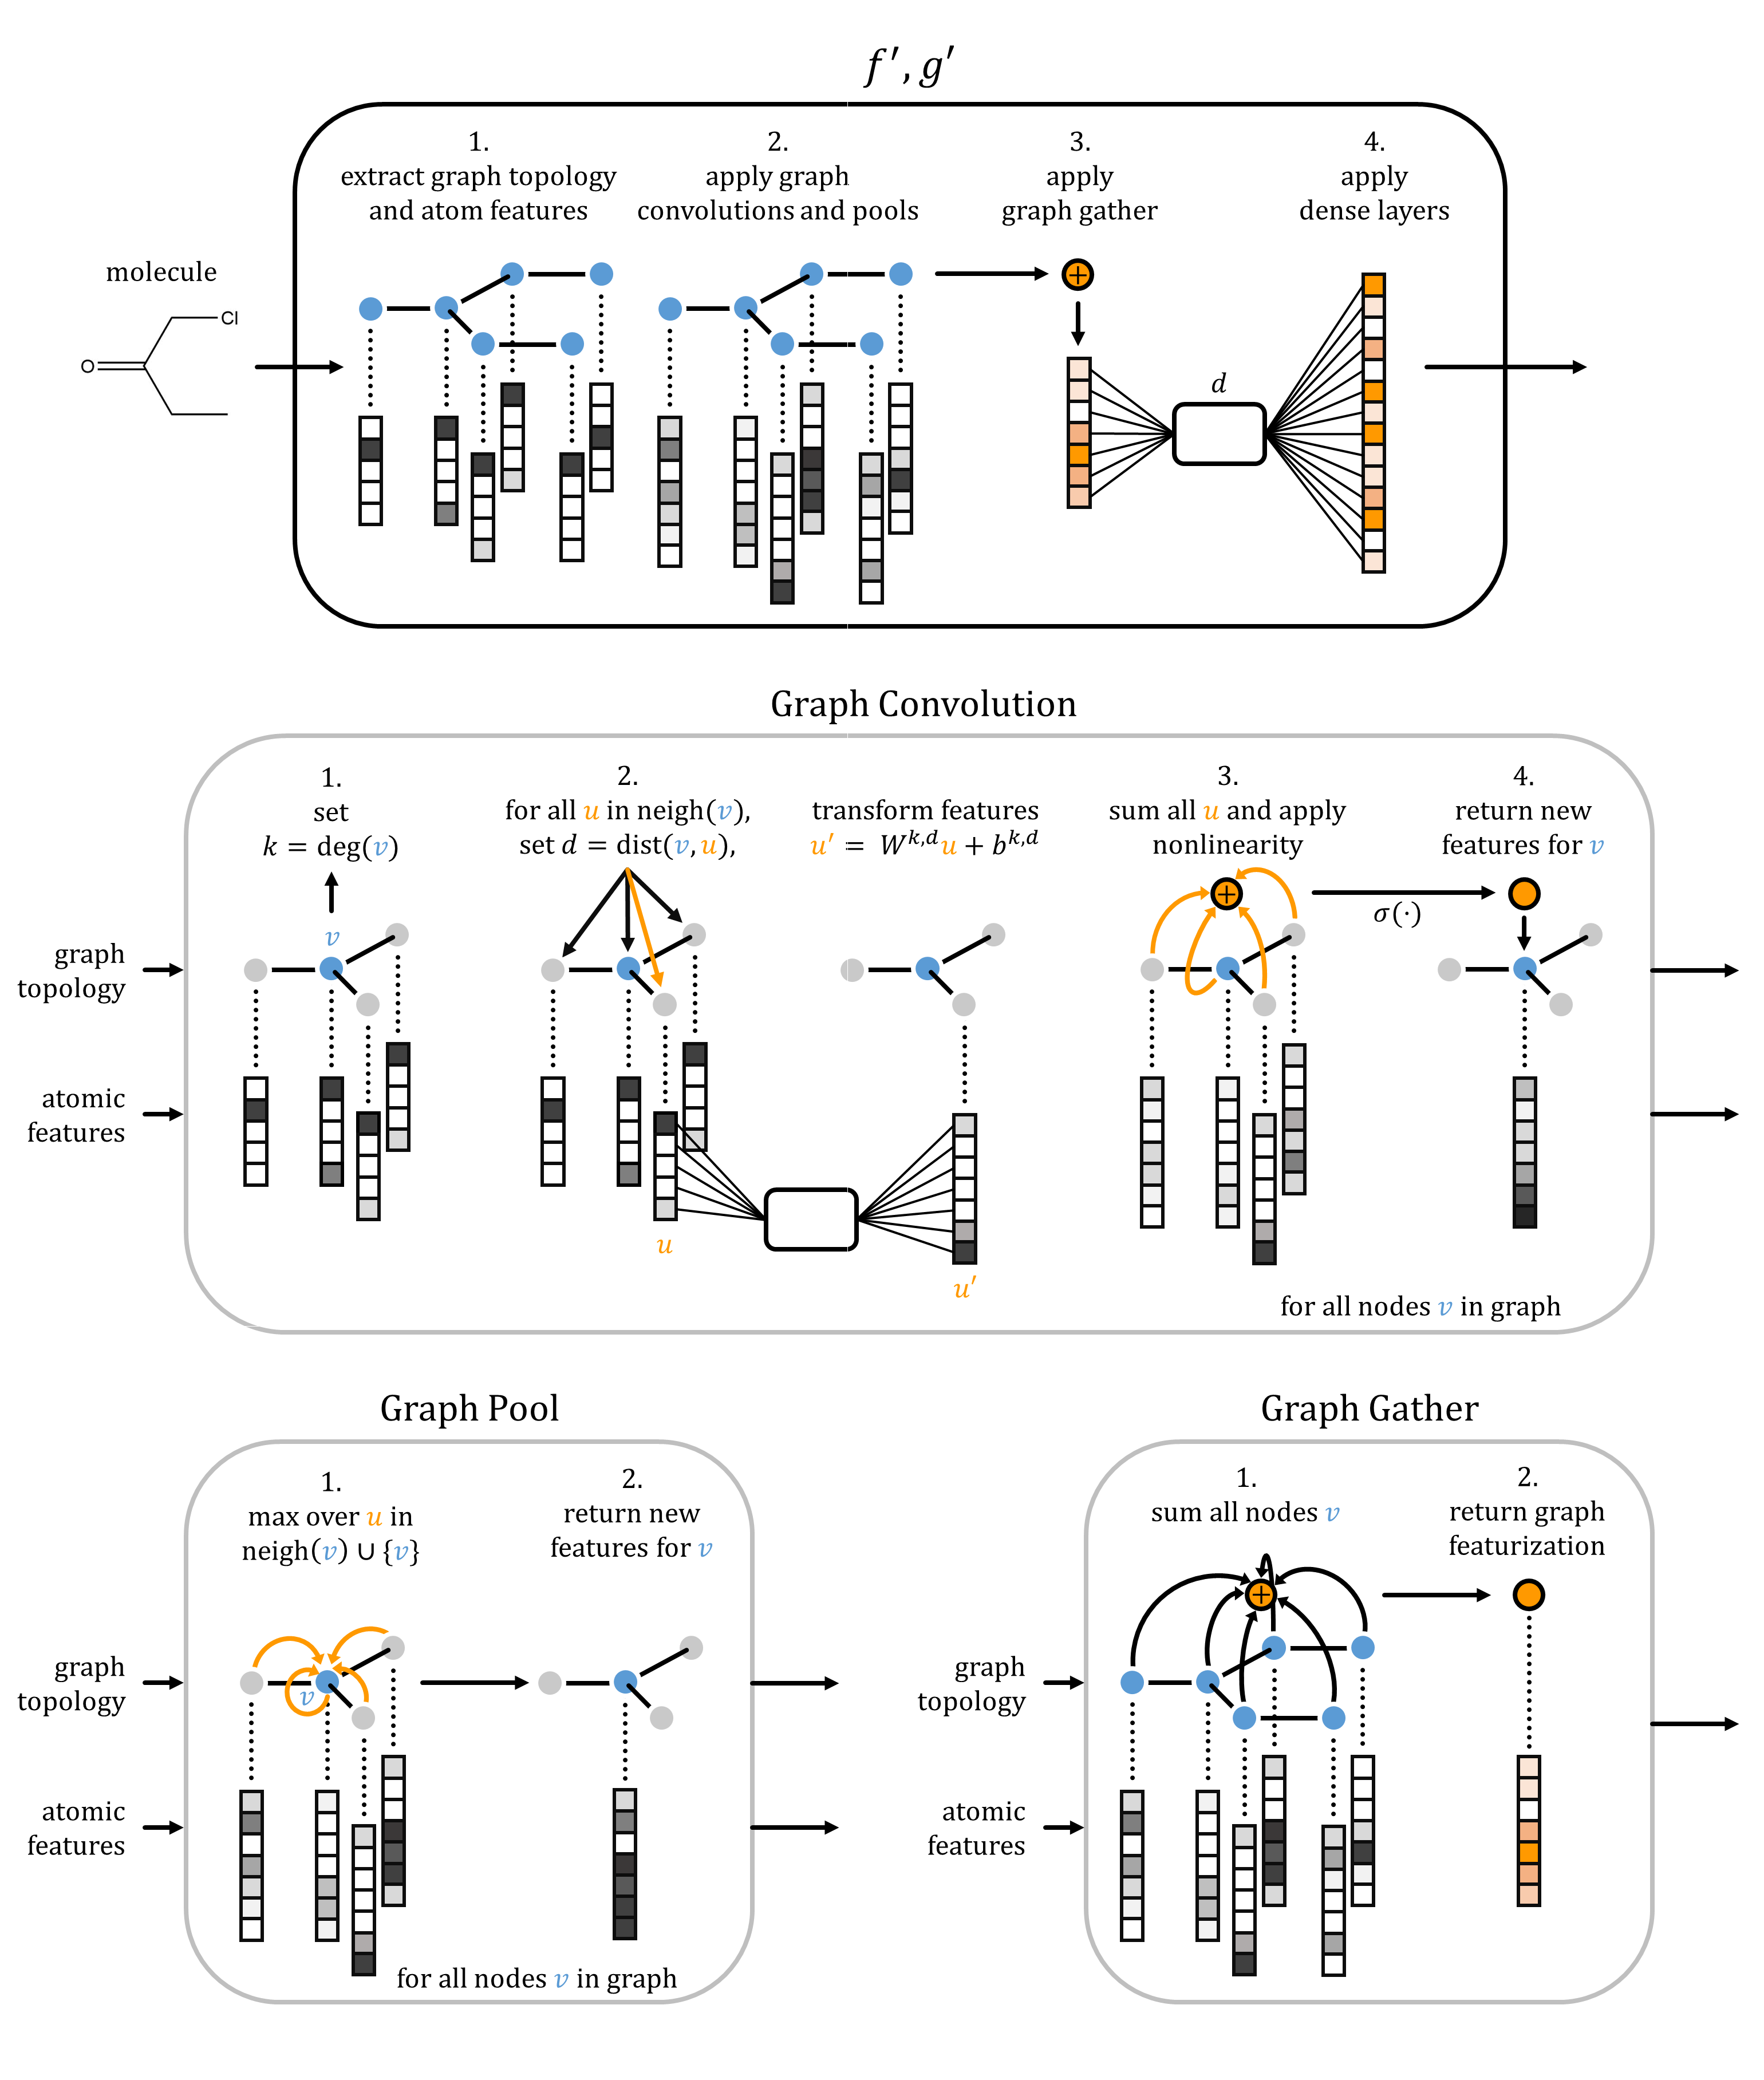 f′, g′
1.
extract graph topology
and atom features
2.
apply graph
convolutions and pools
3.
apply
graph gather
4.
apply
dense layers
molecule
Cl
O
d
Graph Convolution
1.
set
k = deg(v)
2.
for all u in neigh(v),
set d = dist(v, u),
transform features
u′ = W^{k,d}u + b^{k,d}
3.
sum all u and apply
nonlinearity
4.
return new
features for v
+
σ(·)
v
graph
topology
atomic
features
u
u′
for all nodes v in graph
Graph Pool
1.
max over u in
neigh(v) ∪ {v}
2.
return new
features for v
graph
topology
v
atomic
features
for all nodes v in graph
Graph Gather
1.
sum all nodes v
2.
return graph
featurization
+
graph
topology
atomic
features